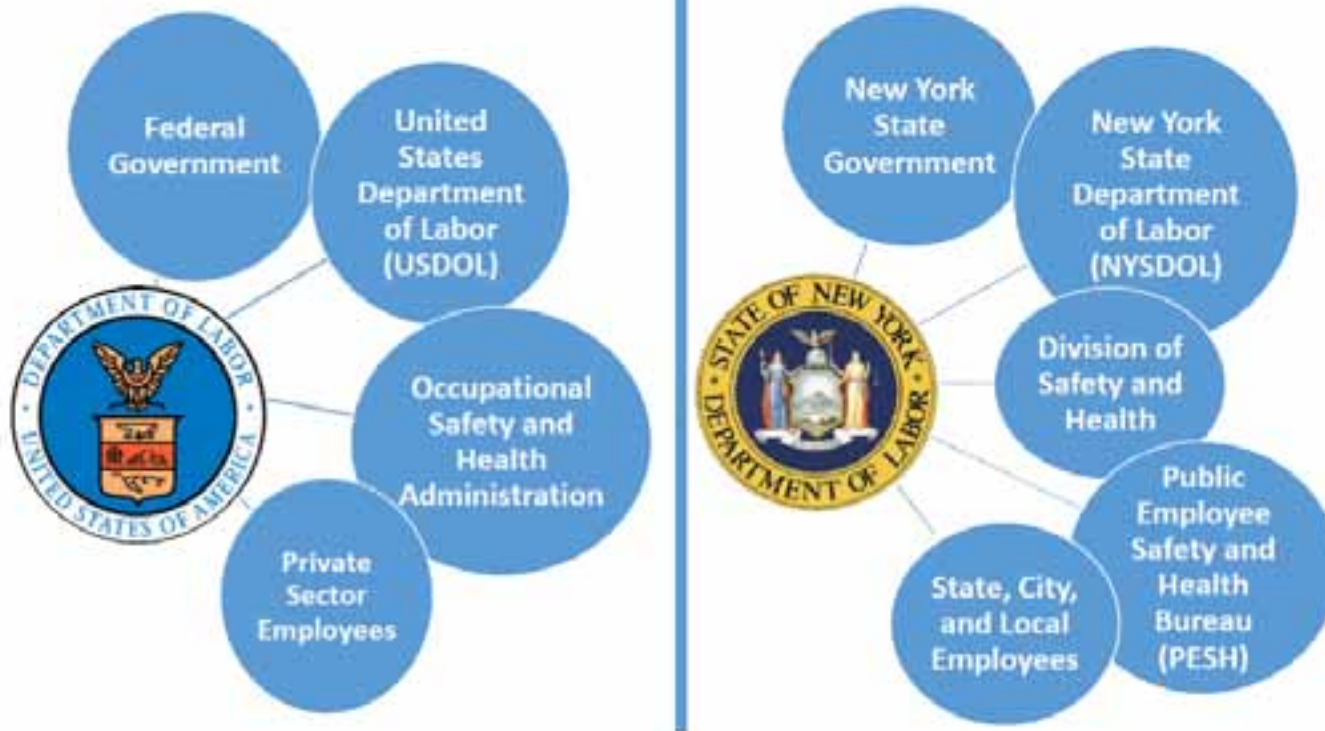 Federal
Government
United
States
Department
of Labor
(USDOL)
Occupational
Safety and
Health
Administration
Private
Sector
Employees
DEPARTMENT OF LABOR
UNITED STATES OF AMERICA
New York
State
Government
New York
State
Department
of Labor
(NYSDOL)
Division of
Safety and
Health
Public
Employee
Safety and
Health
Bureau
(PESH)
State, City,
and Local
Employees
STATE OF NEW YORK
DEPARTMENT OF LABOR